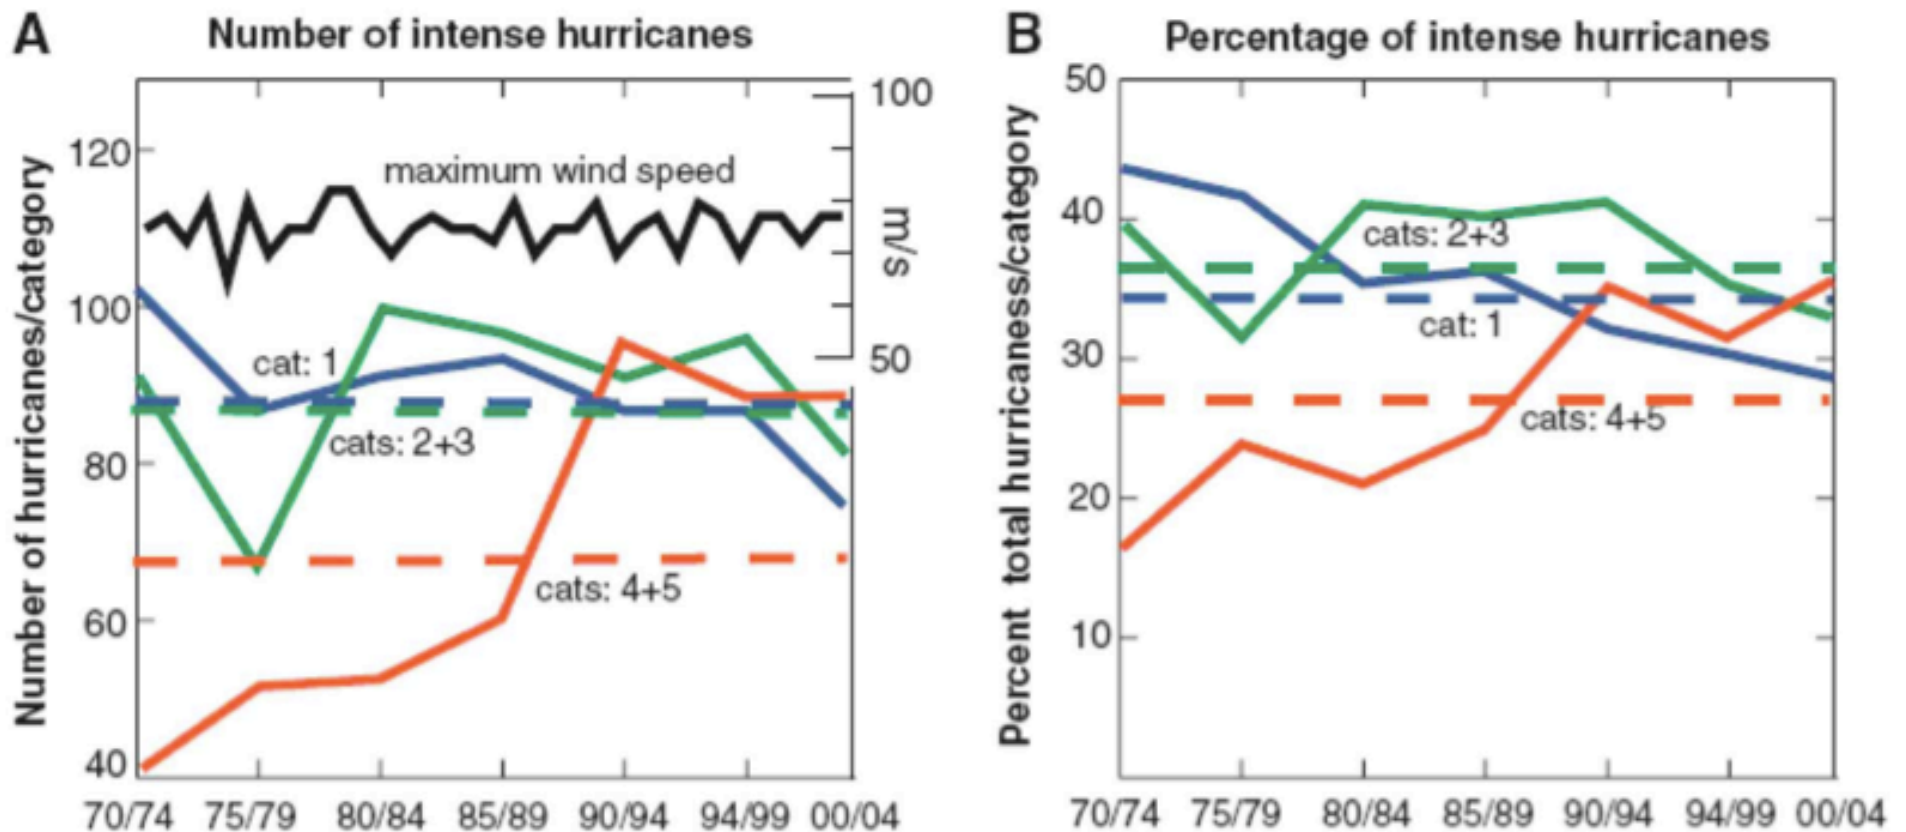 A
Number of intense hurricanes
Number of hurricanes/category
120
100
80
60
40
100
50
m/s
maximum wind speed
cat: 1
cats: 2+3
cats: 4+5
70/74 75/79 80/84 85/89 90/94 94/99 00/04
B
Percentage of intense hurricanes
Percent total hurricaness/category
50
40
30
20
10
cats: 2+3
cat: 1
cats: 4+5
70/74 75/79 80/84 85/89 90/94 94/99 00/04